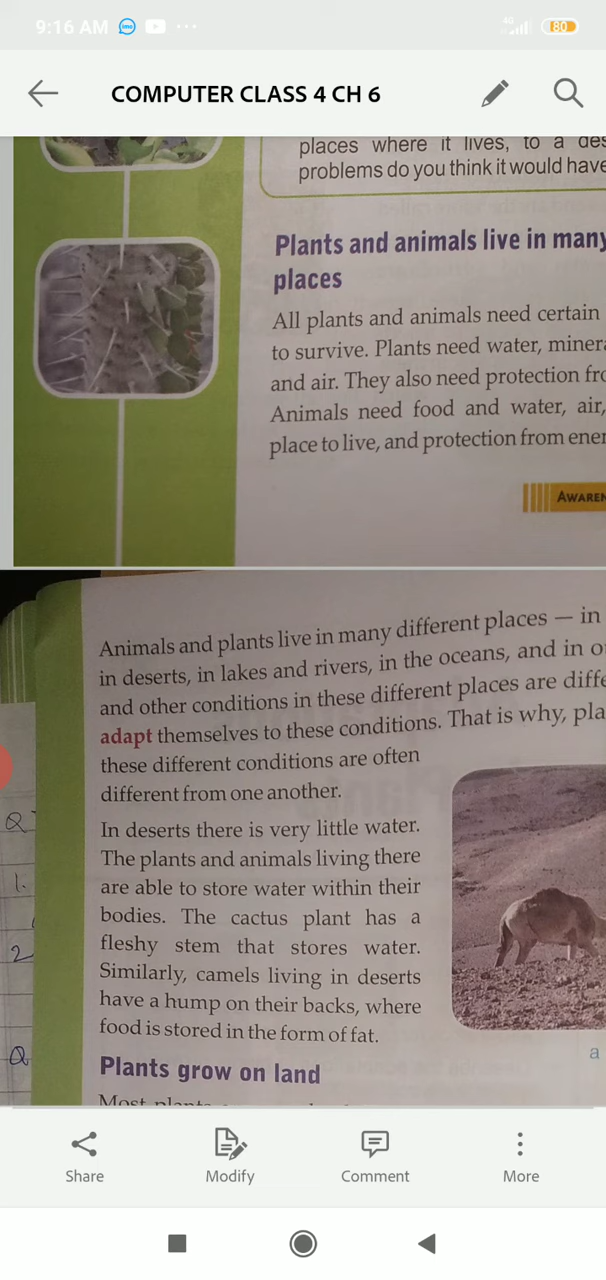 9:16 AM
4G
80
COMPUTER CLASS 4 CH 6
places where it lives, to a
problems do you think it would have
Plants and animals live in many
places
All plants and animals need certain
to survive. Plants need water,
and air. They also need protection
Animals need food and water, air,
place to live, and protection from
Animals and plants live in many different places — in
in deserts, in lakes and rivers, in the oceans, and in
and other conditions in these different places are
adapt themselves to these conditions. That is why,
these different conditions are often
different from one another.
In deserts there is very little water.
The plants and animals living there
are able to store water within their
bodies. The cactus plant has a
fleshy stem that stores water.
Similarly, camels living in deserts
have a hump on their backs, where
food is stored in the form of fat.
a
Plants grow on land
Most plants
Q
1.
2
Q
Share
Modify
Comment
More